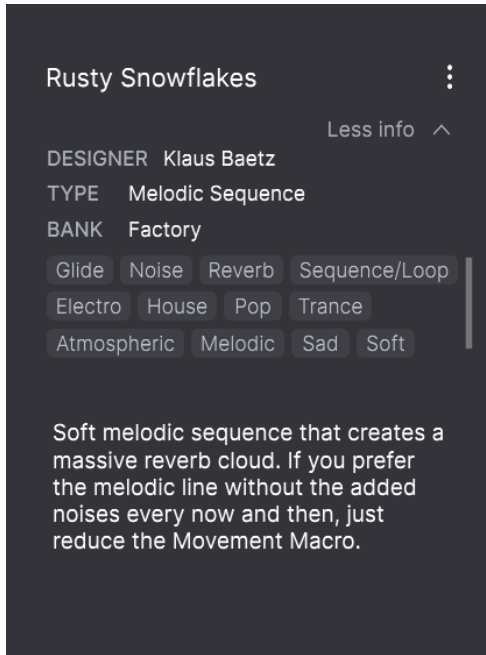 Rusty Snowflakes
Less info
DESIGNER Klaus Baetz
TYPE Melodic Sequence
BANK Factory
Glide Noise Reverb Sequence/Loop
Electro House Pop Trance
Atmospheric Melodic Sad Soft
Soft melodic sequence that creates a
massive reverb cloud. If you prefer
the melodic line without the added
noises every now and then, just
reduce the Movement Macro.